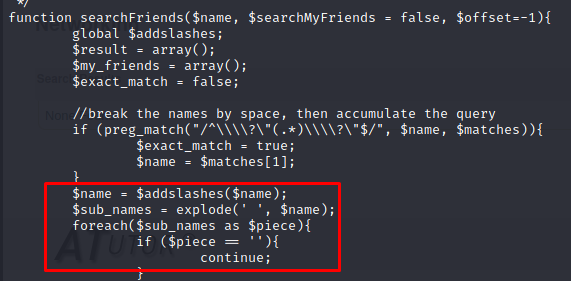 */
function searchFriends($name, $searchMyFriends = false, $offset=-1){
global $addslashes;
$result = array();
$my_friends = array();
$exact_match = false;
//break the names by space, then accumulate the query
if (preg_match("/^\\\\?\"(.*)\\\\?\"$/", $name, $matches)){
$exact_match = true;
$name = $matches[1];
}
$name = $addslashes($name);
$sub_names = explode(' ', $name);
foreach($sub_names as $piece){
if ($piece == ''){
continue;
}